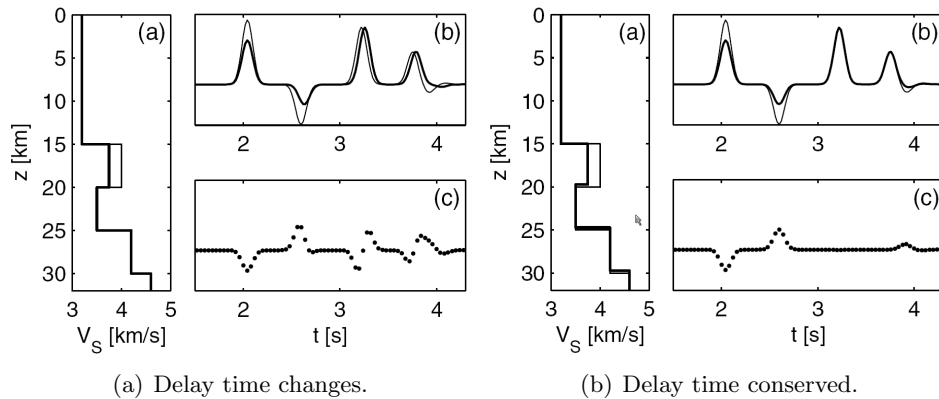 0
5
10
15
20
25
30
z [km]
3 4 5
V_S [km/s]
(a)
(b)
2 3 4
(c)
2 3 4
t [s]
(a) Delay time changes.
0
5
10
15
20
25
30
z [km]
3 4 5
V_S [km/s]
(a)
(b)
2 3 4
(c)
2 3 4
t [s]
(b) Delay time conserved.